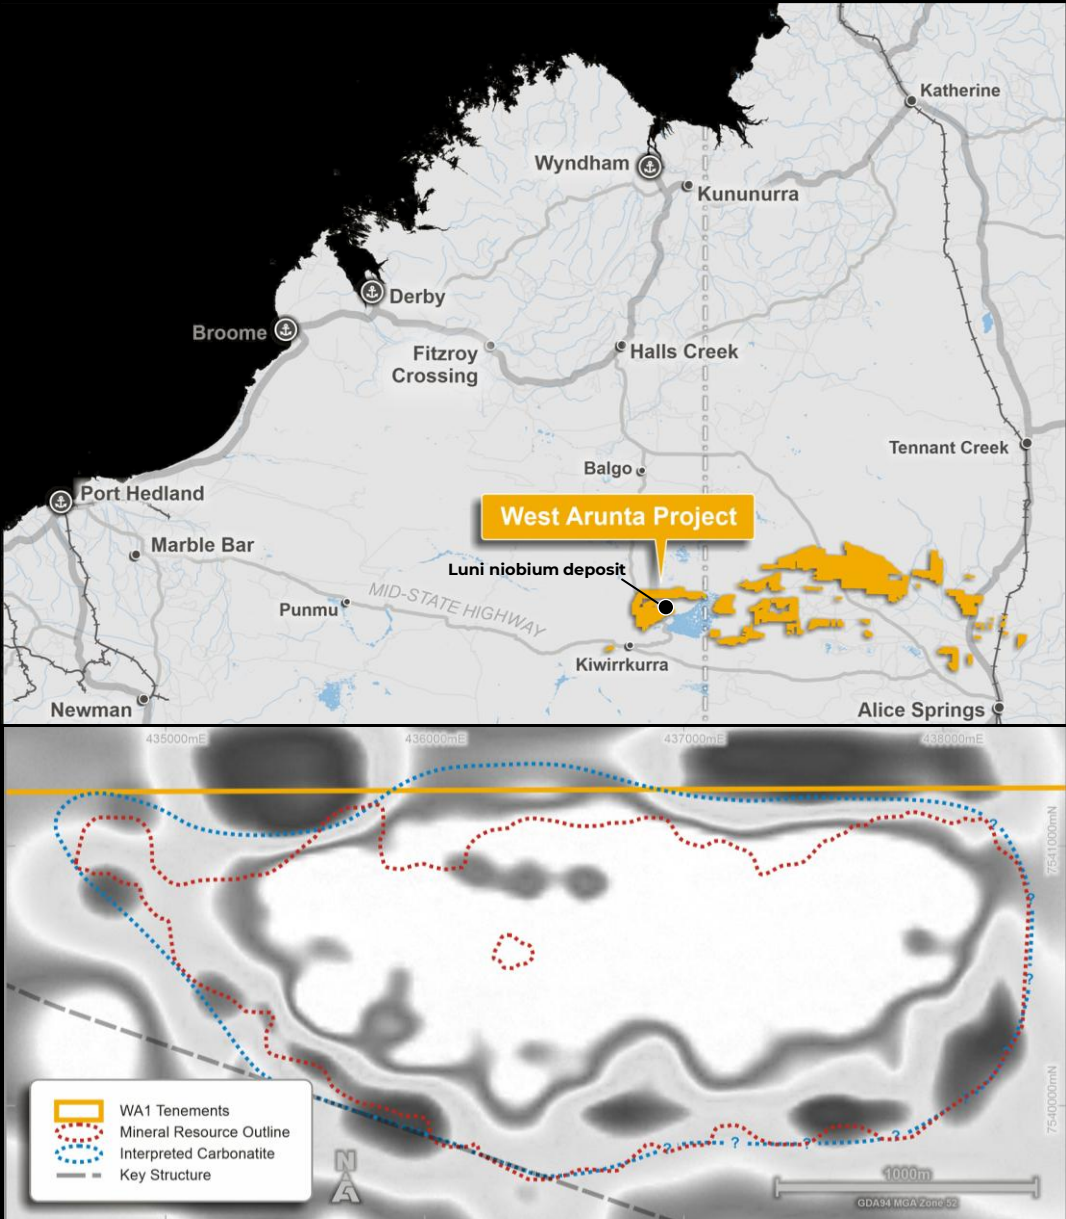 Katherine
Wyndham
Kununurra
Derby
Broome
Fitzroy
Crossing
Halls Creek
Tennant Creek
Balgo
Port Hedland
West Arunta Project
Marble Bar
Luni niobium deposit
MID-STATE HIGHWAY
Punmu
Kiwirrkurra
Newman
Alice Springs
435000mE
436000mE
437000mE
438000mE
?
7541000mN
?
?
7540000mN
WA1 Tenements
Mineral Resource Outline
Interpreted Carbonatite
Key Structure
? ? ? ?
N
1000m
GDA94 MGA Zone 52